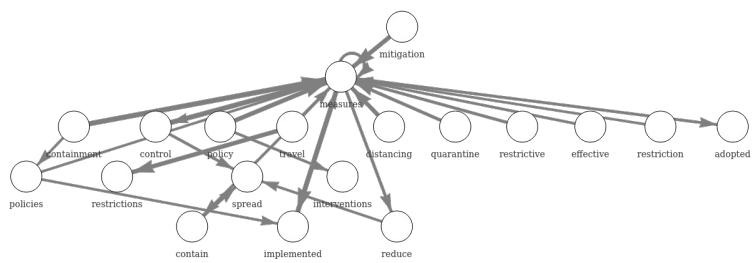 mitigation
measures
containment control policy travel distancing quarantine restrictive effective restriction adopted
policies restrictions spread interventions
contain implemented reduce